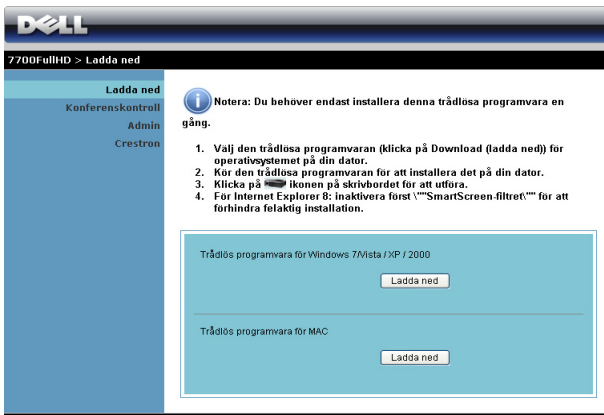 DELL
7700FullHD > Ladda ned
Ladda ned
Konferenskontroll
Admin
Crestron
Notera: Du behöver endast installera denna trådlösa programvara en
gång.
1. Välj den trådlösa programvaran (klicka på Download (ladda ned)) för
operativsystemet på din dator.
2. Kör den trådlösa programvaran för att installera det på din dator.
3. Klicka på ikonen på skrivbordet för att utföra.
4. För Internet Explorer 8: inaktivera först \""SmartScreen-filtret\"" för att
förhindra felaktig installation.
Trådlös programvara för Windows 7/Vista / XP / 2000
Ladda ned
Trådlös programvara för MAC
Ladda ned